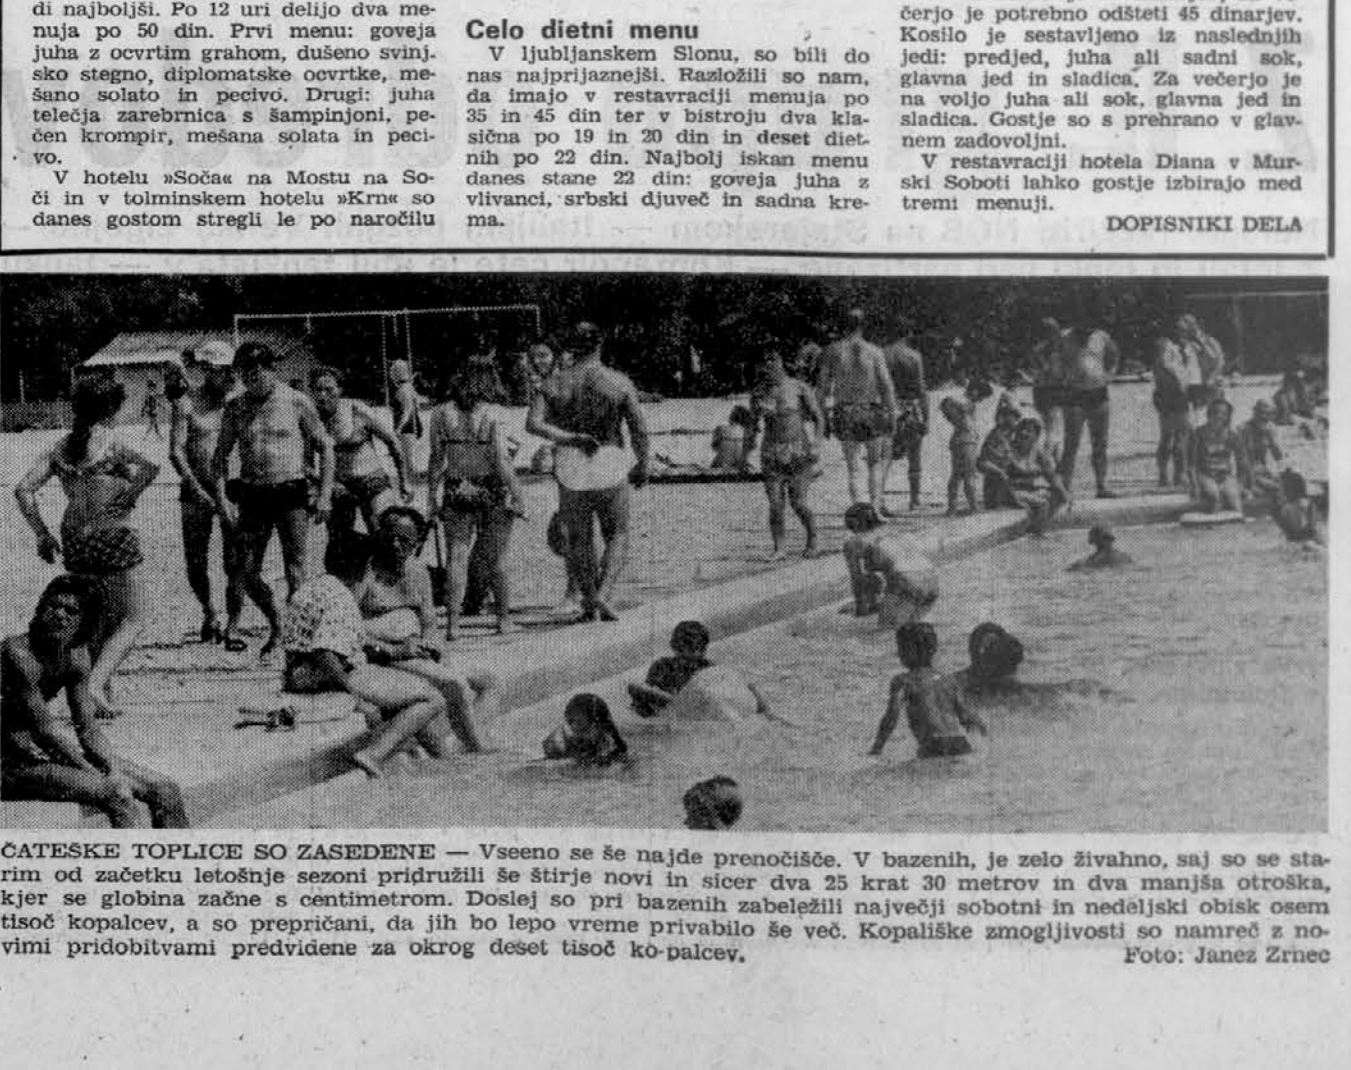 di najboljši. Po 12 uri delijo dva me-
nuja po 50 din. Prvi menu: goveja
juha z ocvrtim grahom, dušeno svinj-
sko stegno, diplomatske ocvrtke, me-
šano solato in pecivo. Drugi: juha
telečja zarebrnica s šampinjoni, pe-
čen krompir, mešana solata in peci-
vo.
V hotelu »Soča« na Mostu na So-
či in v tolminskem hotelu »Krn« so
danes gostom stregli le po naročilu
Celo dietni menu
V ljubljanskem Slonu, so bili do
nas najprijaznejši. Razložili so nam,
da imajo v restavraciji menuja po
35 in 45 din ter v bistroju dva kla-
sična po 19 in 20 din in deset diet-
nih po 22 din. Najbolj iskan menu
danes stane 22 din: goveja juha z
vlivanci, srbski djuveč in sadna kre-
ma.
čerjo je potrebno odšteti 45 dinarjev.
Kosilo je sestavljeno iz naslednjih
jedi: predjed, juha ali sadni sok,
glavna jed in sladica. Za večerjo je
na voljo juha ali sok, glavna jed in
sladica. Gostje so s prehrano v glav-
nem zadovoljni.
V restavraciji hotela Diana v Mur-
ski Soboti lahko gostje izbirajo med
tremi menuji.
DOPISNIKI DELA
ČATEŠKE TOPLICE SO ZASEDENE — Vseeno se še najde prenočišče. V bazenih, je zelo živahno, saj so se sta-
rim od začetku letošnje sezoni pridružili še štirje novi in sicer dva 25 krat 30 metrov in dva manjša otroška,
kjer se globina začne s centimetrom. Doslej so pri bazenih zabeležili največji sobotni in nedeljski obisk osem
tisoč kopalcev, a so prepričani, da jih bo lepo vreme privabilo še več. Kopališke zmogljivosti so namreč z no-
vimi pridobitvami predvidene za okrog deset tisoč ko-palcev.
Foto: Janez Zrnec